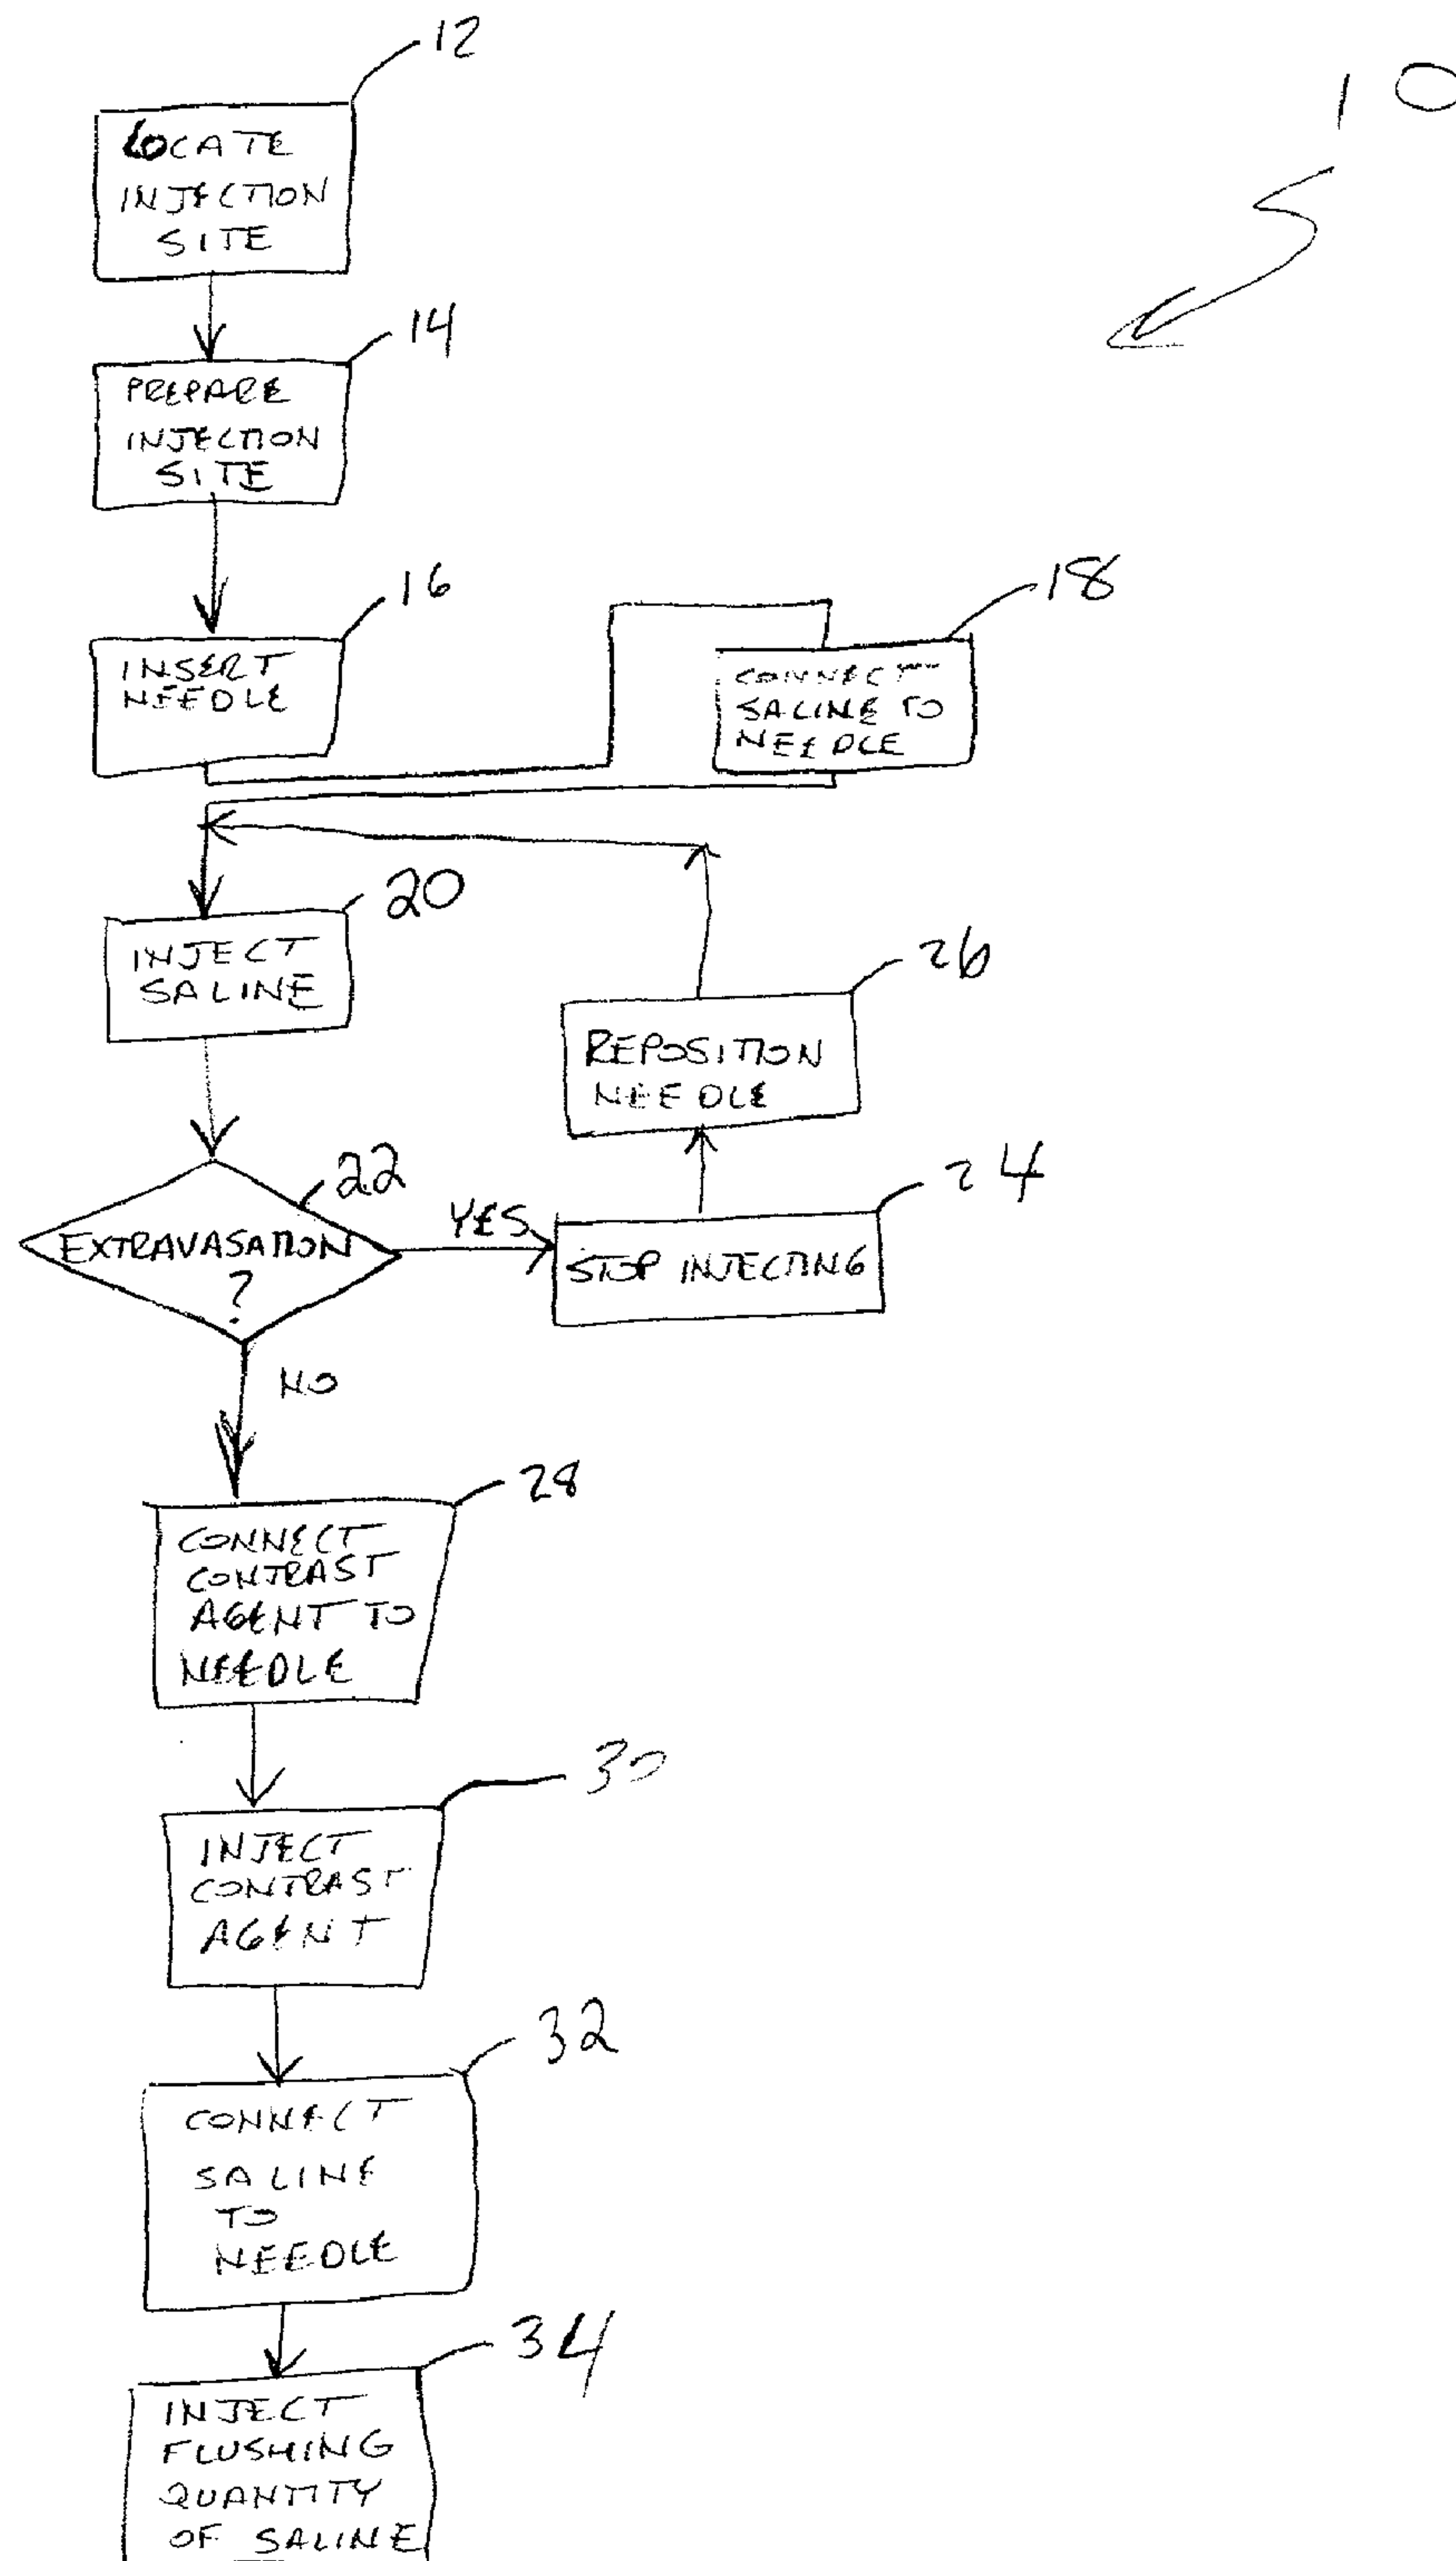 12
10
LOCATE
INJECTION
SITE
14
PREPARE
INJECTION
SITE
16
INSERT
NEEDLE
18
CONNECT
SALINE TO
NEEDLE
20
INJECT
SALINE
26
REPOSITION
NEEDLE
22
EXTRAVASATION
?
YES
24
STOP INJECTING
NO
28
CONNECT
CONTRAST
AGENT TO
NEEDLE
30
INJECT
CONTRAST
AGENT
32
CONNECT
SALINE
TO
NEEDLE
34
INJECT
FLUSHING
QUANTITY
OF SALINE